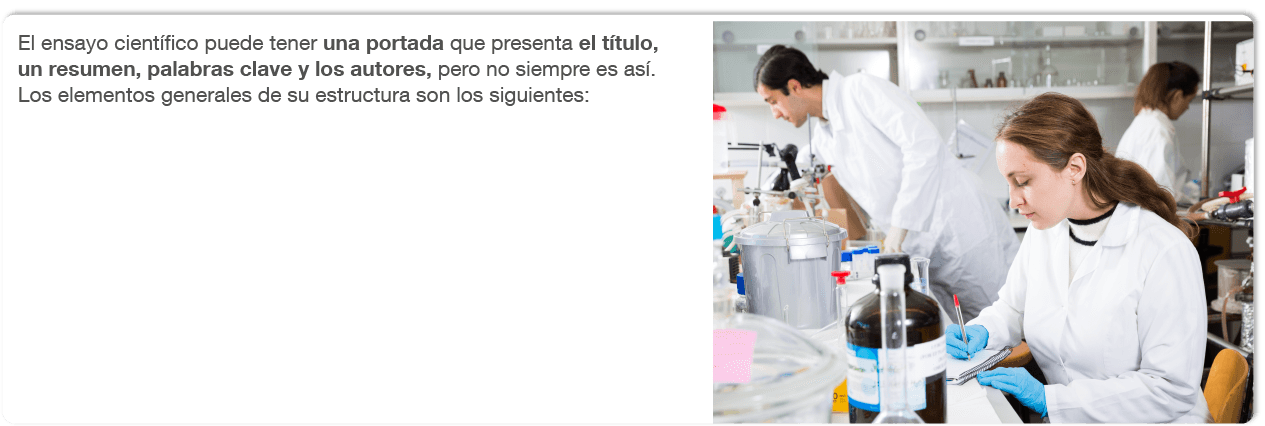 El ensayo científico puede tener una portada que presenta el título,
un resumen, palabras clave y los autores, pero no siempre es así.
Los elementos generales de su estructura son los siguientes: